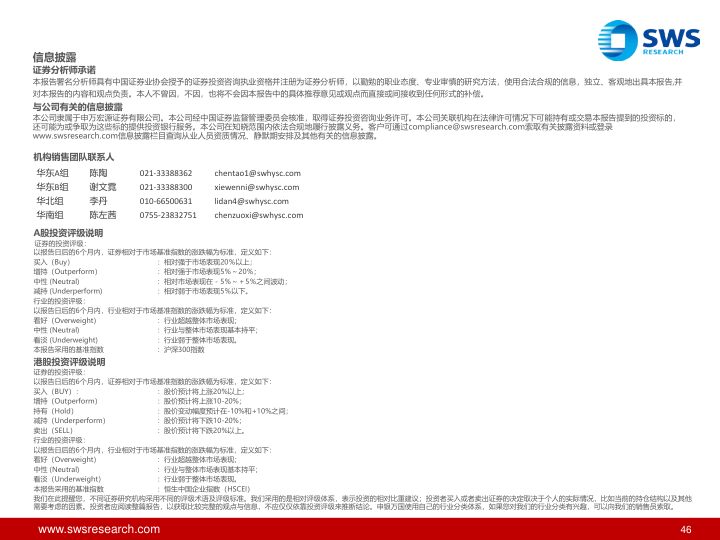 SWS
RESEARCH
信息披露
证券分析师承诺
本报告署名分析师具有中国证券业协会授予的证券投资咨询执业资格并注册为证券分析师，以勤勉的职业态度、专业审慎的研究方法，使用合法合规的信息，独立、客观地出具本报告,并
对本报告的内容和观点负责。本人不曾因，不因，也将不会因本报告中的具体推荐意见或观点而直接或间接收到任何形式的补偿。
与公司有关的信息披露
本公司隶属于申万宏源证券有限公司。本公司经中国证券监督管理委员会核准，取得证券投资咨询业务许可。本公司关联机构在法律许可情况下可能持有或交易本报告提到的投资标的，
还可能为或争取为这些标的提供投资银行服务。本公司在知晓范围内依法合规地履行披露义务。客户可通过compliance@swsresearch.com索取有关披露资料或登录
www.swsresearch.com信息披露栏目查询从业人员资质情况、静默期安排及其他有关的信息披露。
机构销售团队联系人
华东A组 陈陶 021-33388362 chentao1@swhysc.com
华东B组 谢文霓 021-33388300 xiewenni@swhysc.com
华北组 李丹 010-66500631 lidan4@swhysc.com
华南组 陈左茜 0755-23832751 chenzuoxi@swhysc.com
A股投资评级说明
证券的投资评级：
以报告日后的6个月内，证券相对于市场基准指数的涨跌幅为标准，定义如下：
买入（Buy） ：相对强于市场表现20%以上；
增持（Outperform） ：相对强于市场表现5%～20%；
中性 (Neutral) ：相对市场表现在－5%～＋5%之间波动；
减持 (Underperform) ：相对弱于市场表现5%以下。
行业的投资评级：
以报告日后的6个月内，行业相对于市场基准指数的涨跌幅为标准，定义如下：
看好（Overweight） ：行业超越整体市场表现；
中性 (Neutral) ：行业与整体市场表现基本持平；
看淡 (Underweight) ：行业弱于整体市场表现。
本报告采用的基准指数 ：沪深300指数
港股投资评级说明
证券的投资评级：
以报告日后的6个月内，证券相对于市场基准指数的涨跌幅为标准，定义如下：
买入（BUY）： ：股价预计将上涨20%以上；
增持（Outperform） ：股价预计将上涨10-20%；
持有（Hold） ：股价变动幅度预计在-10%和+10%之间；
减持（Underperform） ：股价预计将下跌10-20%；
卖出（SELL） ：股价预计将下跌20%以上。
行业的投资评级：
以报告日后的6个月内，行业相对于市场基准指数的涨跌幅为标准，定义如下：
看好（Overweight） ：行业超越整体市场表现；
中性 (Neutral) ：行业与整体市场表现基本持平；
看淡（Underweight） ：行业弱于整体市场表现。
本报告采用的基准指数 ：恒生中国企业指数（HSCEI）
我们在此提醒您，不同证券研究机构采用不同的评级术语及评级标准。我们采用的是相对评级体系，表示投资的相对比重建议；投资者买入或者卖出证券的决定取决于个人的实际情况，比如当前的持仓结构以及其他
需要考虑的因素。投资者应阅读整篇报告，以获取比较完整的观点与信息，不应仅仅依靠投资评级来推断结论。申银万国使用自己的行业分类体系，如果您对我们的行业分类有兴趣，可以向我们的销售员索取。
www.swsresearch.com 46